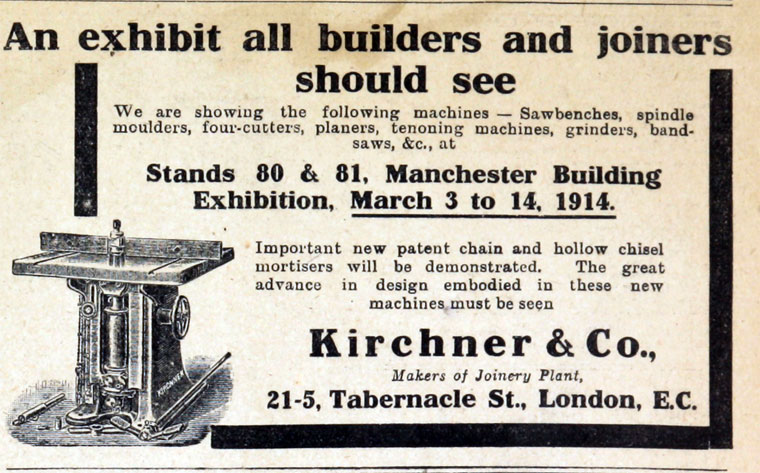 An exhibit all builders and joiners
should see
We are showing the following machines — Sawbenches, spindle
moulders, four-cutters, planers, tenoning machines, grinders, band-
saws, &c., at
Stands 80 & 81, Manchester Building
Exhibition, March 3 to 14, 1914.
Important new patent chain and hollow chisel
mortisers will be demonstrated. The great
advance in design embodied in these new
machines must be seen
Kirchner & Co.,
Makers of Joinery Plant,
21-5, Tabernacle St., London, E.C.
KIRCHNER